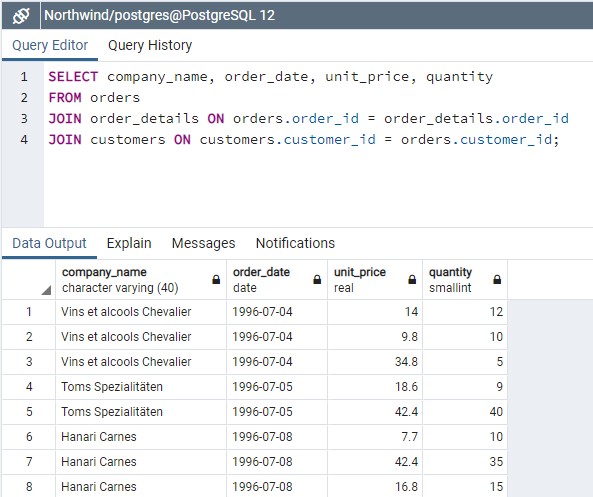 Northwind/postgres@PostgreSQL 12
Query Editor Query History
1 SELECT company_name, order_date, unit_price, quantity
2 FROM orders
3 JOIN order_details ON orders.order_id = order_details.order_id
4 JOIN customers ON customers.customer_id = orders.customer_id;
Data Output Explain Messages Notifications
company_name order_date unit_price quantity
character varying (40) date real smallint
1 Vins et alcools Chevalier 1996-07-04 14 12
2 Vins et alcools Chevalier 1996-07-04 9.8 10
3 Vins et alcools Chevalier 1996-07-04 34.8 5
4 Toms Spezialitäten 1996-07-05 18.6 9
5 Toms Spezialitäten 1996-07-05 42.4 40
6 Hanari Carnes 1996-07-08 7.7 10
7 Hanari Carnes 1996-07-08 42.4 35
8 Hanari Carnes 1996-07-08 16.8 15